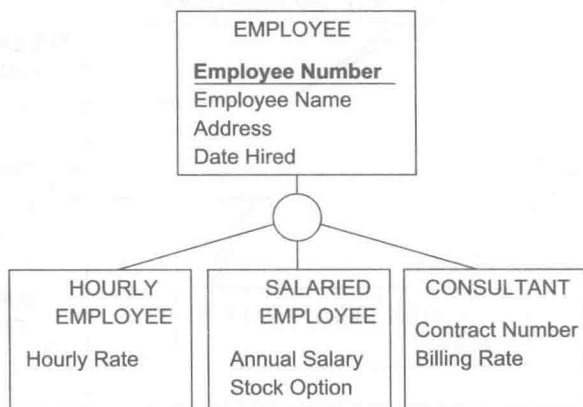 EMPLOYEE
Employee Number
Employee Name
Address
Date Hired
HOURLY
EMPLOYEE
Hourly Rate
SALARIED
EMPLOYEE
Annual Salary
Stock Option
CONSULTANT
Contract Number
Billing Rate